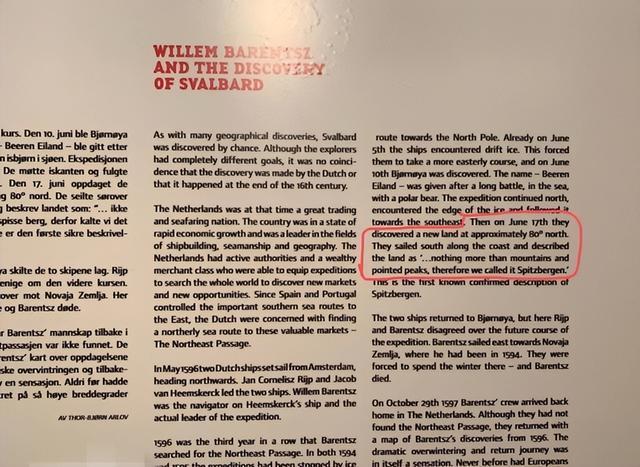 WILLEM BARENTSZ
AND THE DISCOVERY
OF SVALBARD
kurs. Den 10. juni ble Bjørnøya
- Beeren Eiland – ble gitt etter
n isbjørn i sjøen. Ekspedisjonen
De møtte iskanten og fulgte
Den 17. juni oppdaget de
g 80° nord. De seilte sørover
g beskrev landet som: "... ikke
spisse berg, derfor kalte vi det
e er den første sikre beskrivel-
ya skilte de to skipene lag. Rijp
enige om den videre kursen.
over mot Novaja Zemlja. Her
e og Barentsz døde.
r Barentsz' mannskap tilbake i
tpassasjen var ikke funnet. De
rentsz' kart over oppdagelsene
ske overvintringen og tilbake-
v en sensasjon. Aldri før hadde
ret på så høye breddegrader
AV THOR-BJØRN ARLOV
As with many geographical discoveries, Svalbard
was discovered by chance. Although the explorers
had completely different goals, it was no coinci-
dence that the discovery was made by the Dutch or
that it happened at the end of the 16th century.
The Netherlands was at that time a great trading
and seafaring nation. The country was in a state of
rapid economic growth and was a leader in the fields
of shipbuilding, seamanship and geography. The
Netherlands had active authorities and a wealthy
merchant class who were able to equip expeditions
to search the whole world to discover new markets
and new opportunities. Since Spain and Portugal
controlled the important southern sea routes to
the East, the Dutch were concerned with finding
a northerly sea route to these valuable markets –
The Northeast Passage.
In May 1596 two Dutch ships set sail from Amsterdam,
heading northwards. Jan Cornelisz Rijp and Jacob
van Heemskerck led the two ships. Willem Barentsz
was the navigator on Heemskerck's ship and the
actual leader of the expedition.
1596 was the third year in a row that Barentsz
searched for the Northeast Passage. In both 1594
and 1595 the expeditions had been stopped by ice
route towards the North Pole. Already on June
5th the ships encountered drift ice. This forced
them to take a more easterly course, and on June
10th Bjørnøya was discovered. The name – Beeren
Eiland – was given after a long battle, in the sea,
with a polar bear. The expedition continued north,
encountered the edge of the ice and followed it
towards the southeast. Then on June 17th they
discovered a new land at approximately 80° north.
They sailed south along the coast and described
the land as '...nothing more than mountains and
pointed peaks, therefore we called it Spitzbergen.'
This is the first known confirmed description of
Spitzbergen.
The two ships returned to Bjørnøya, but here Rijp
and Barentsz disagreed over the future course of
the expedition. Barentsz sailed east towards Novaja
Zemlja, where he had been in 1594. They were
forced to spend the winter there – and Barentsz
died.
On October 29th 1597 Barentsz' crew arrived back
home in The Netherlands. Although they had not
found the Northeast Passage, they returned with
a map of Barentsz's discoveries from 1596. The
dramatic overwintering and return journey was
in itself a sensation. Never before had Europeans